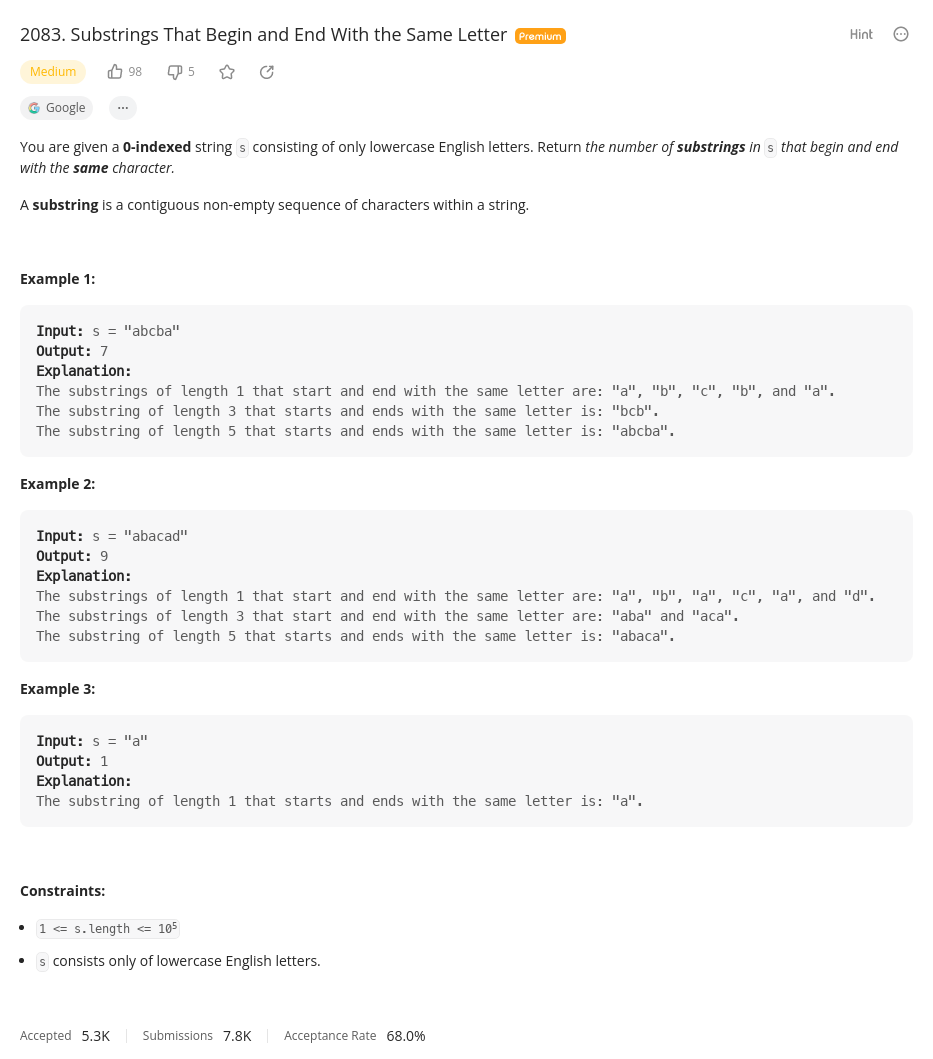 2083. Substrings That Begin and End With the Same Letter Premium
Hint
Medium 98 5
Google ...
You are given a 0-indexed string s consisting of only lowercase English letters. Return the number of substrings in s that begin and end
with the same character.
A substring is a contiguous non-empty sequence of characters within a string.
Example 1:
Input: s = "abcba"
Output: 7
Explanation:
The substrings of length 1 that start and end with the same letter are: "a", "b", "c", "b", and "a".
The substring of length 3 that starts and ends with the same letter is: "bcb".
The substring of length 5 that starts and ends with the same letter is: "abcba".
Example 2:
Input: s = "abacad"
Output: 9
Explanation:
The substrings of length 1 that start and end with the same letter are: "a", "b", "a", "c", "a", and "d".
The substrings of length 3 that start and end with the same letter are: "aba" and "aca".
The substring of length 5 that starts and ends with the same letter is: "abaca".
Example 3:
Input: s = "a"
Output: 1
Explanation:
The substring of length 1 that starts and ends with the same letter is: "a".
Constraints:
• 1 <= s.length <= 10⁵
• s consists only of lowercase English letters.
Accepted 5.3K Submissions 7.8K Acceptance Rate 68.0%